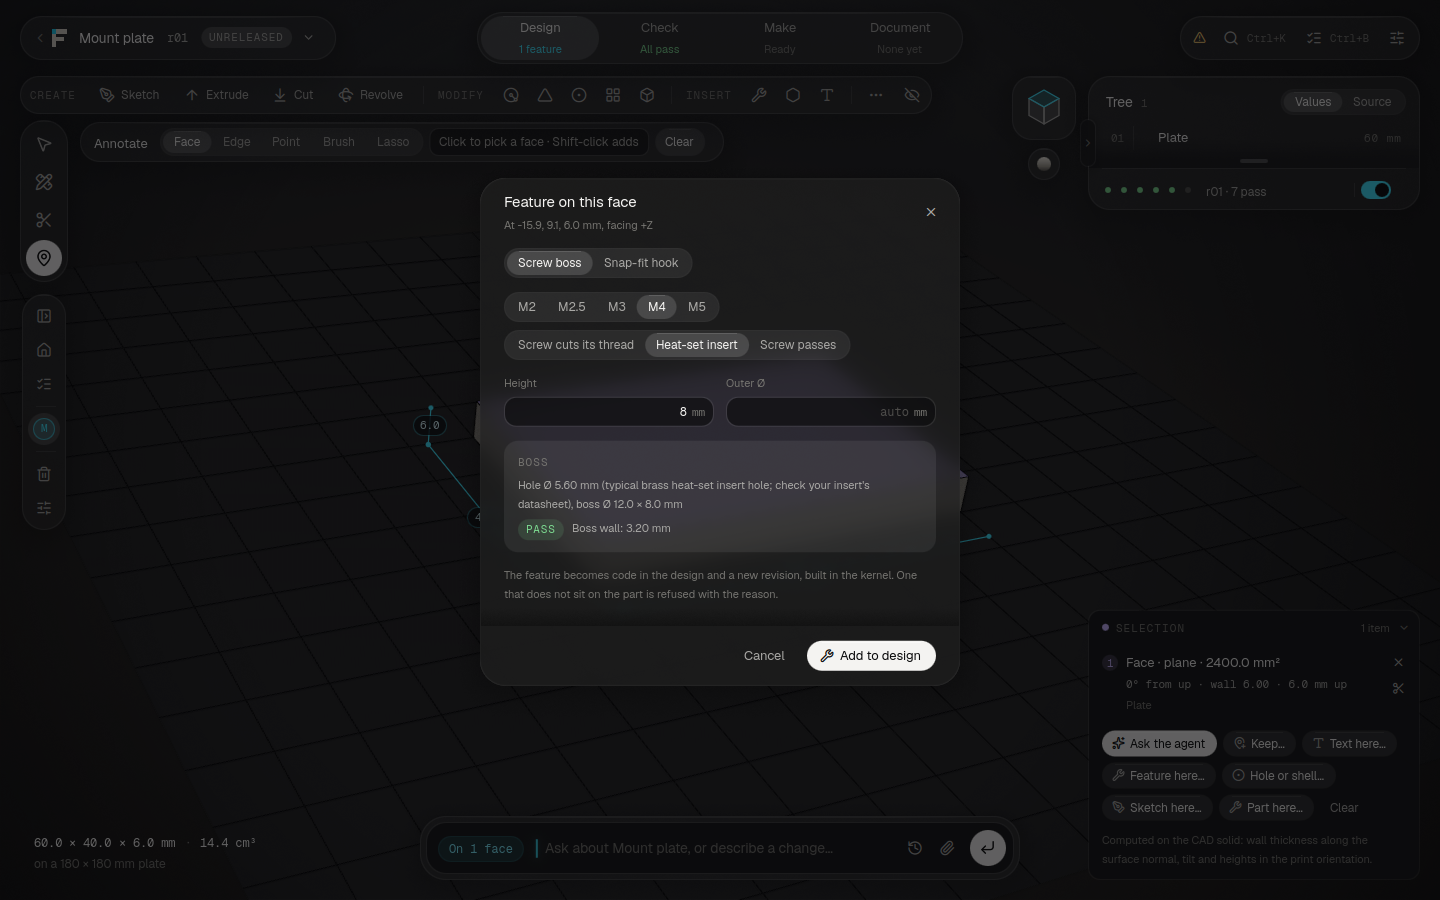 Mount plate r01 UNRELEASED
Design
1 feature
Check
All pass
Make
Ready
Document
None yet
Ctrl+K
Ctrl+B
CREATE Sketch Extrude Cut Revolve MODIFY INSERT
Tree 1
Values Source
01 Plate 60 mm
r01 · 7 pass
Annotate Face Edge Point Brush Lasso Click to pick a face · Shift-click adds Clear
Feature on this face
At -15.9, 9.1, 6.0 mm, facing +Z
Screw boss Snap-fit hook
M2 M2.5 M3 M4 M5
Screw cuts its thread Heat-set insert Screw passes
Height Outer Ø
8 mm auto mm
BOSS
Hole Ø 5.60 mm (typical brass heat-set insert hole; check your insert's
datasheet), boss Ø 12.0 × 8.0 mm
PASS Boss wall: 3.20 mm
The feature becomes code in the design and a new revision, built in the kernel. One
that does not sit on the part is refused with the reason.
Cancel Add to design
6.0
4
M
SELECTION 1 item
1 Face · plane · 2400.0 mm²
0° from up · wall 6.00 · 6.0 mm up
Plate
Ask the agent Keep... Text here...
Feature here... Hole or shell...
Sketch here... Part here... Clear
Computed on the CAD solid: wall thickness along the
surface normal, tilt and heights in the print orientation.
60.0 × 40.0 × 6.0 mm · 14.4 cm³
on a 180 × 180 mm plate
On 1 face Ask about Mount plate, or describe a change...